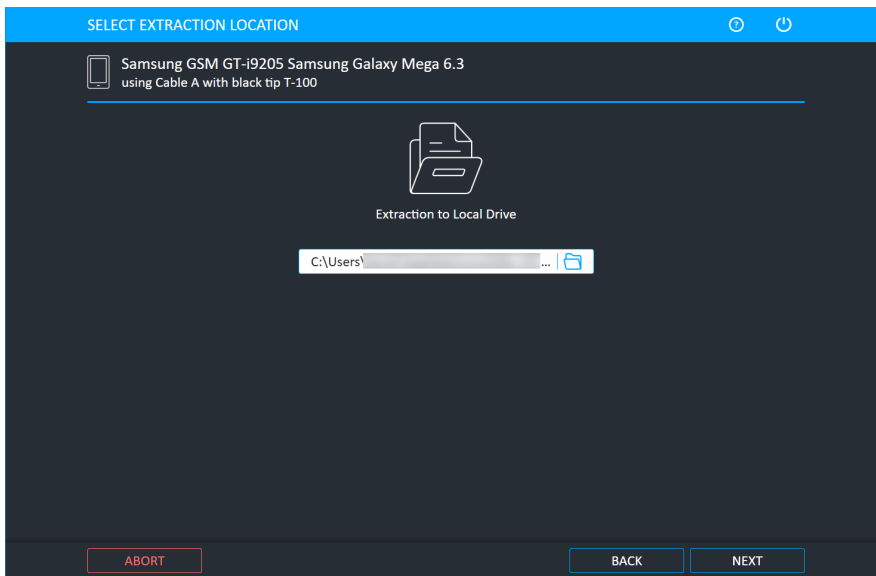 SELECT EXTRACTION LOCATION
Samsung GSM GT-i9205 Samsung Galaxy Mega 6.3
using Cable A with black tip T-100
Extraction to Local Drive
C:\Users\ ...
ABORT
BACK
NEXT